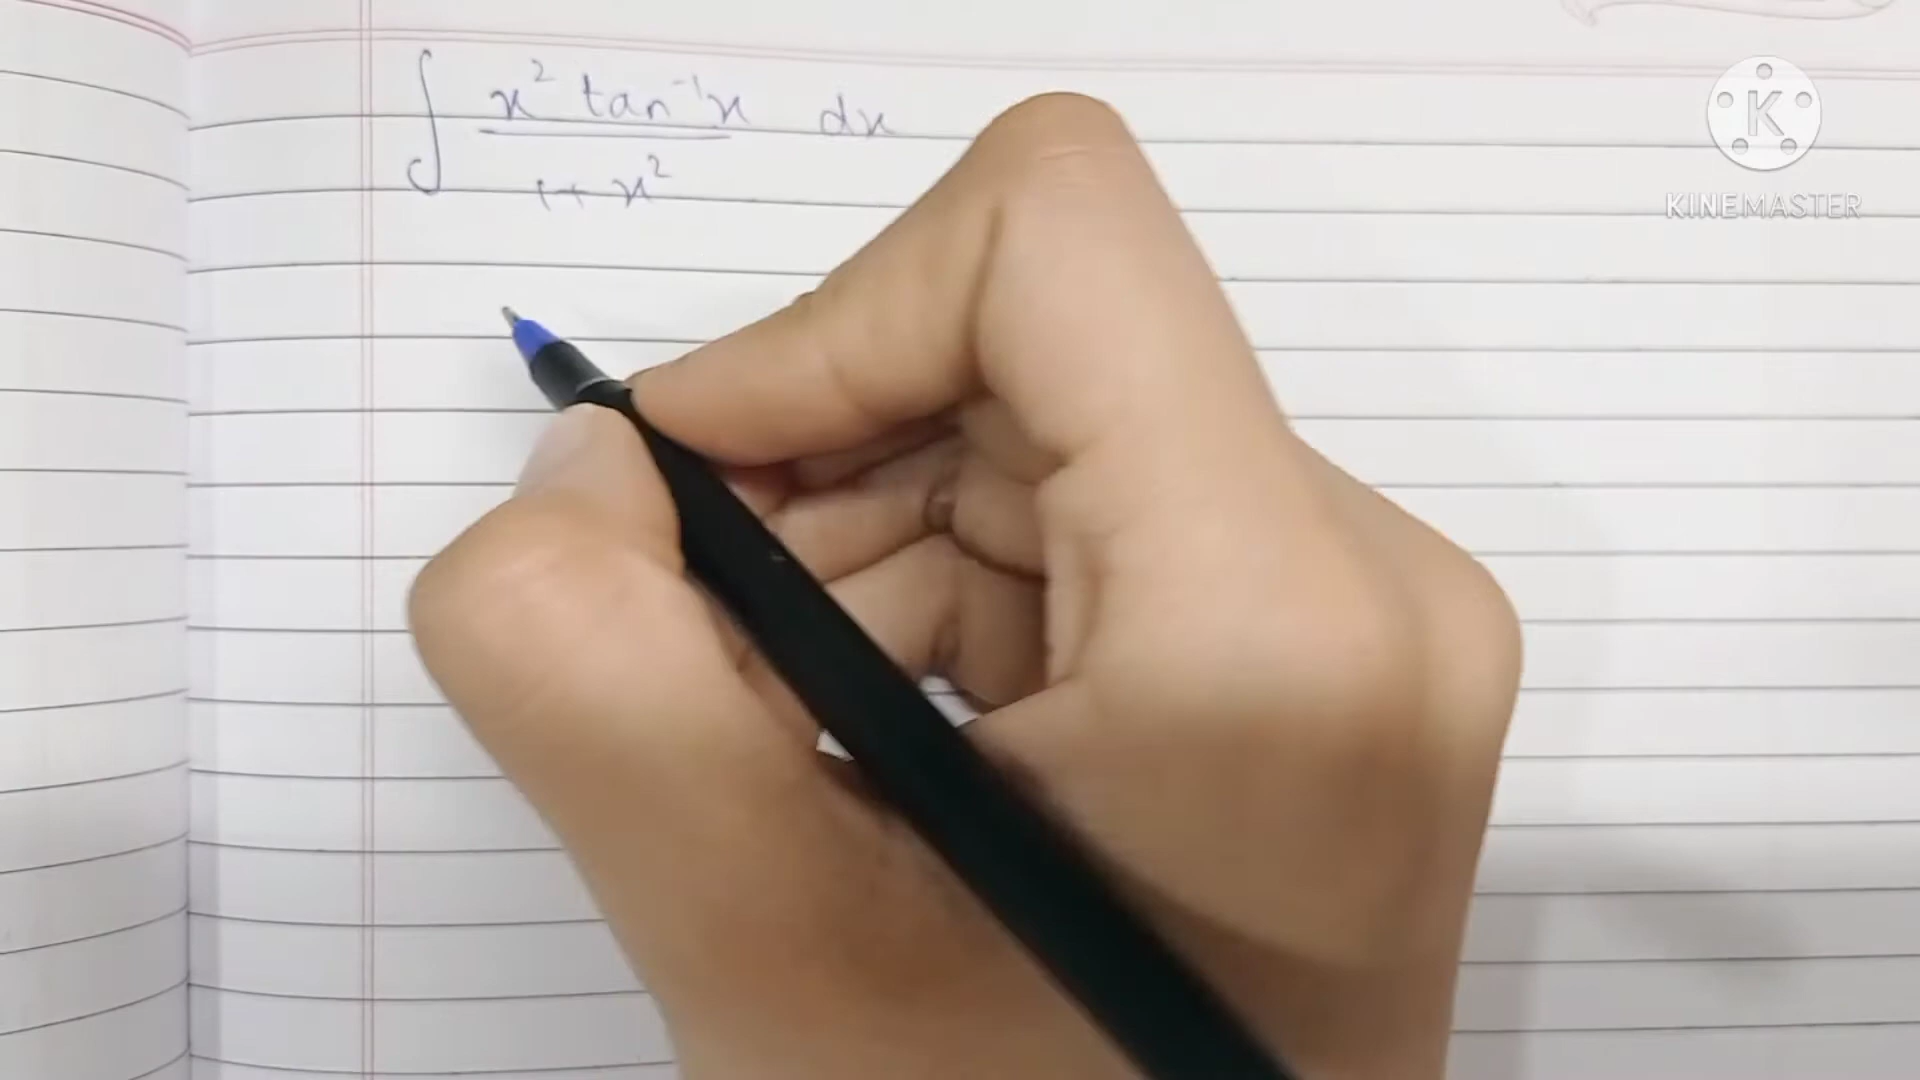 ∫ x² tan⁻¹x dx
1+ x²
K
KINEMASTER